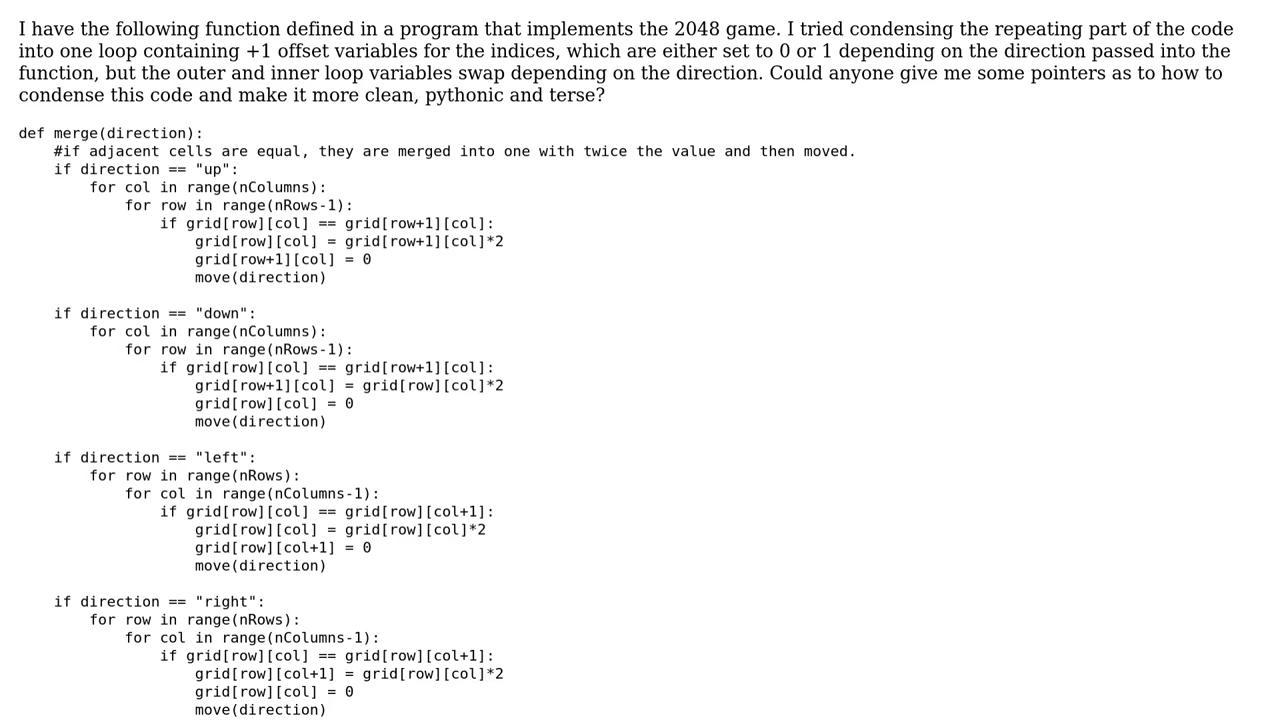 I have the following function defined in a program that implements the 2048 game. I tried condensing the repeating part of the code
into one loop containing +1 offset variables for the indices, which are either set to 0 or 1 depending on the direction passed into the
function, but the outer and inner loop variables swap depending on the direction. Could anyone give me some pointers as to how to
condense this code and make it more clean, pythonic and terse?
def merge(direction):
    #if adjacent cells are equal, they are merged into one with twice the value and then moved.
    if direction == "up":
        for col in range(nColumns):
            for row in range(nRows-1):
                if grid[row][col] == grid[row+1][col]:
                    grid[row][col] = grid[row+1][col]*2
                    grid[row+1][col] = 0
                    move(direction)
    if direction == "down":
        for col in range(nColumns):
            for row in range(nRows-1):
                if grid[row][col] == grid[row+1][col]:
                    grid[row+1][col] = grid[row][col]*2
                    grid[row][col] = 0
                    move(direction)
    if direction == "left":
        for row in range(nRows):
            for col in range(nColumns-1):
                if grid[row][col] == grid[row][col+1]:
                    grid[row][col] = grid[row][col]*2
                    grid[row][col+1] = 0
                    move(direction)
    if direction == "right":
        for row in range(nRows):
            for col in range(nColumns-1):
                if grid[row][col] == grid[row][col+1]:
                    grid[row][col+1] = grid[row][col]*2
                    grid[row][col] = 0
                    move(direction)